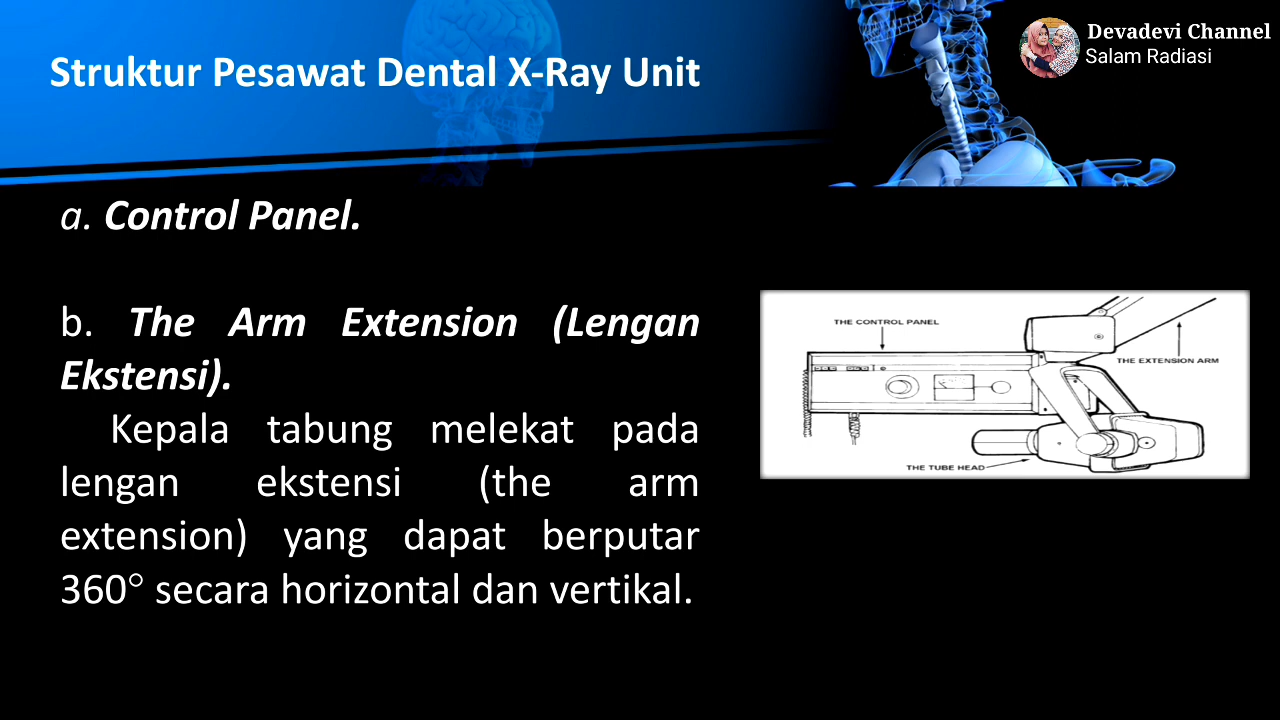 Struktur Pesawat Dental X-Ray Unit
Devadevi Channel
Salam Radiasi
a. Control Panel.
b. The Arm Extension (Lengan
Ekstensi).
Kepala tabung melekat pada
lengan ekstensi (the arm
extension) yang dapat berputar
360° secara horizontal dan vertikal.
THE CONTROL PANEL
THE EXTENSION ARM
THE TUBE HEAD